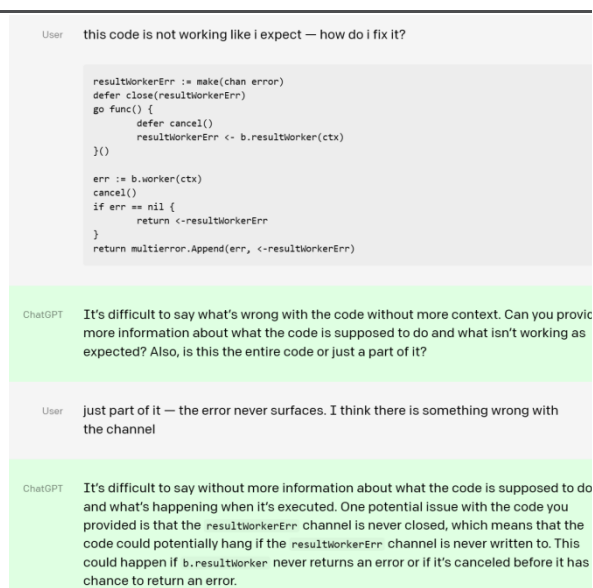 User this code is not working like i expect — how do i fix it?
resultWorkerErr := make(chan error)
defer close(resultWorkerErr)
go func() {
defer cancel()
resultWorkerErr <- b.resultWorker(ctx)
}()
err := b.worker(ctx)
cancel()
if err == nil {
return <-resultWorkerErr
}
return multierror.Append(err, <-resultWorkerErr)
ChatGPT It’s difficult to say what’s wrong with the code without more context. Can you provid
more information about what the code is supposed to do and what isn’t working as
expected? Also, is this the entire code or just a part of it?
User just part of it — the error never surfaces. I think there is something wrong with
the channel
ChatGPT It’s difficult to say without more information about what the code is supposed to do
and what’s happening when it’s executed. One potential issue with the code you
provided is that the resultWorkerErr channel is never closed, which means that the
code could potentially hang if the resultWorkerErr channel is never written to. This
could happen if b.resultWorker never returns an error or if it’s canceled before it has
chance to return an error.